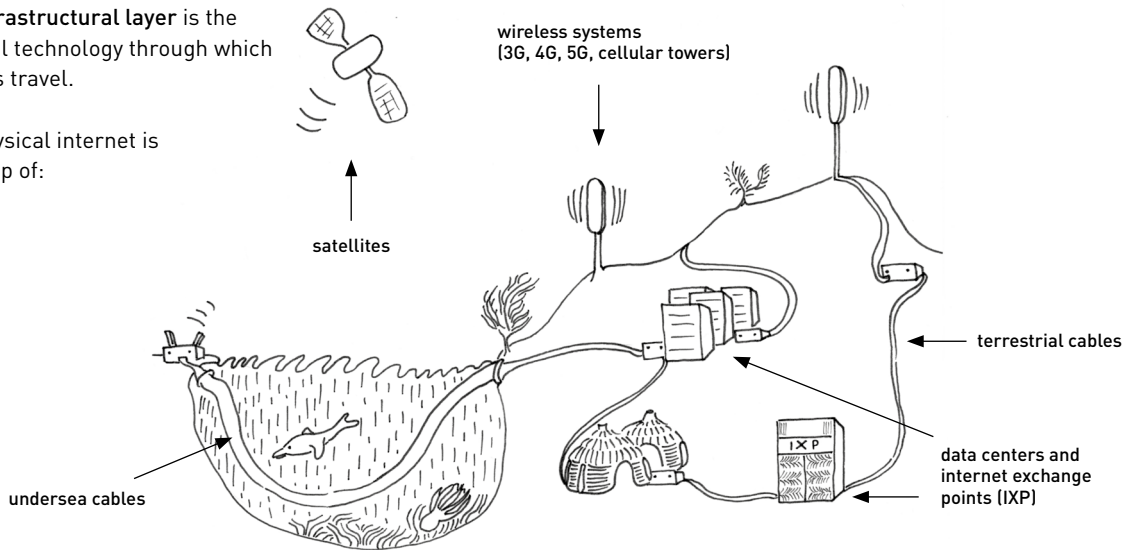 rastructural layer is the
l technology through which
s travel.
ysical internet is
p of:
wireless systems
(3G, 4G, 5G, cellular towers)
satellites
terrestrial cables
IXP
data centers and
internet exchange
points (IXP)
undersea cables